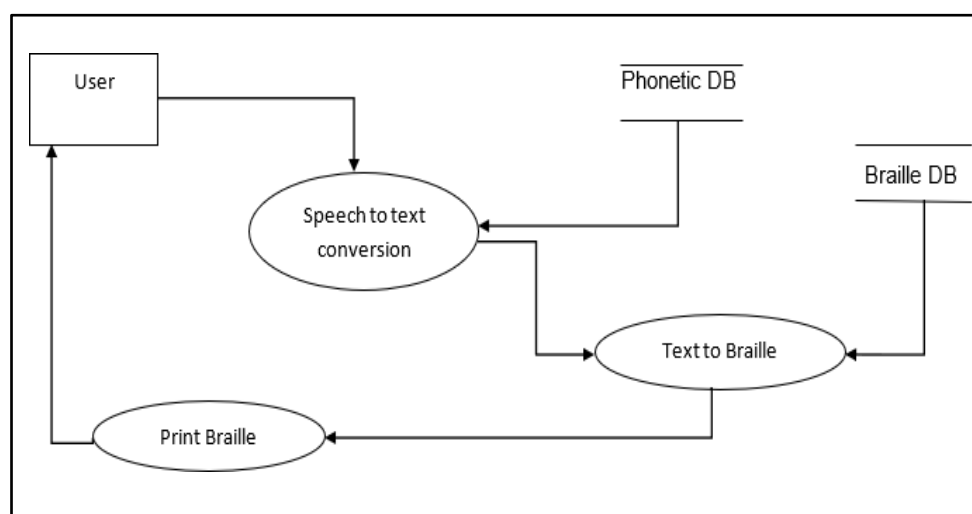 User
Phonetic DB
Braille DB
Speech to text
conversion
Text to Braille
Print Braille